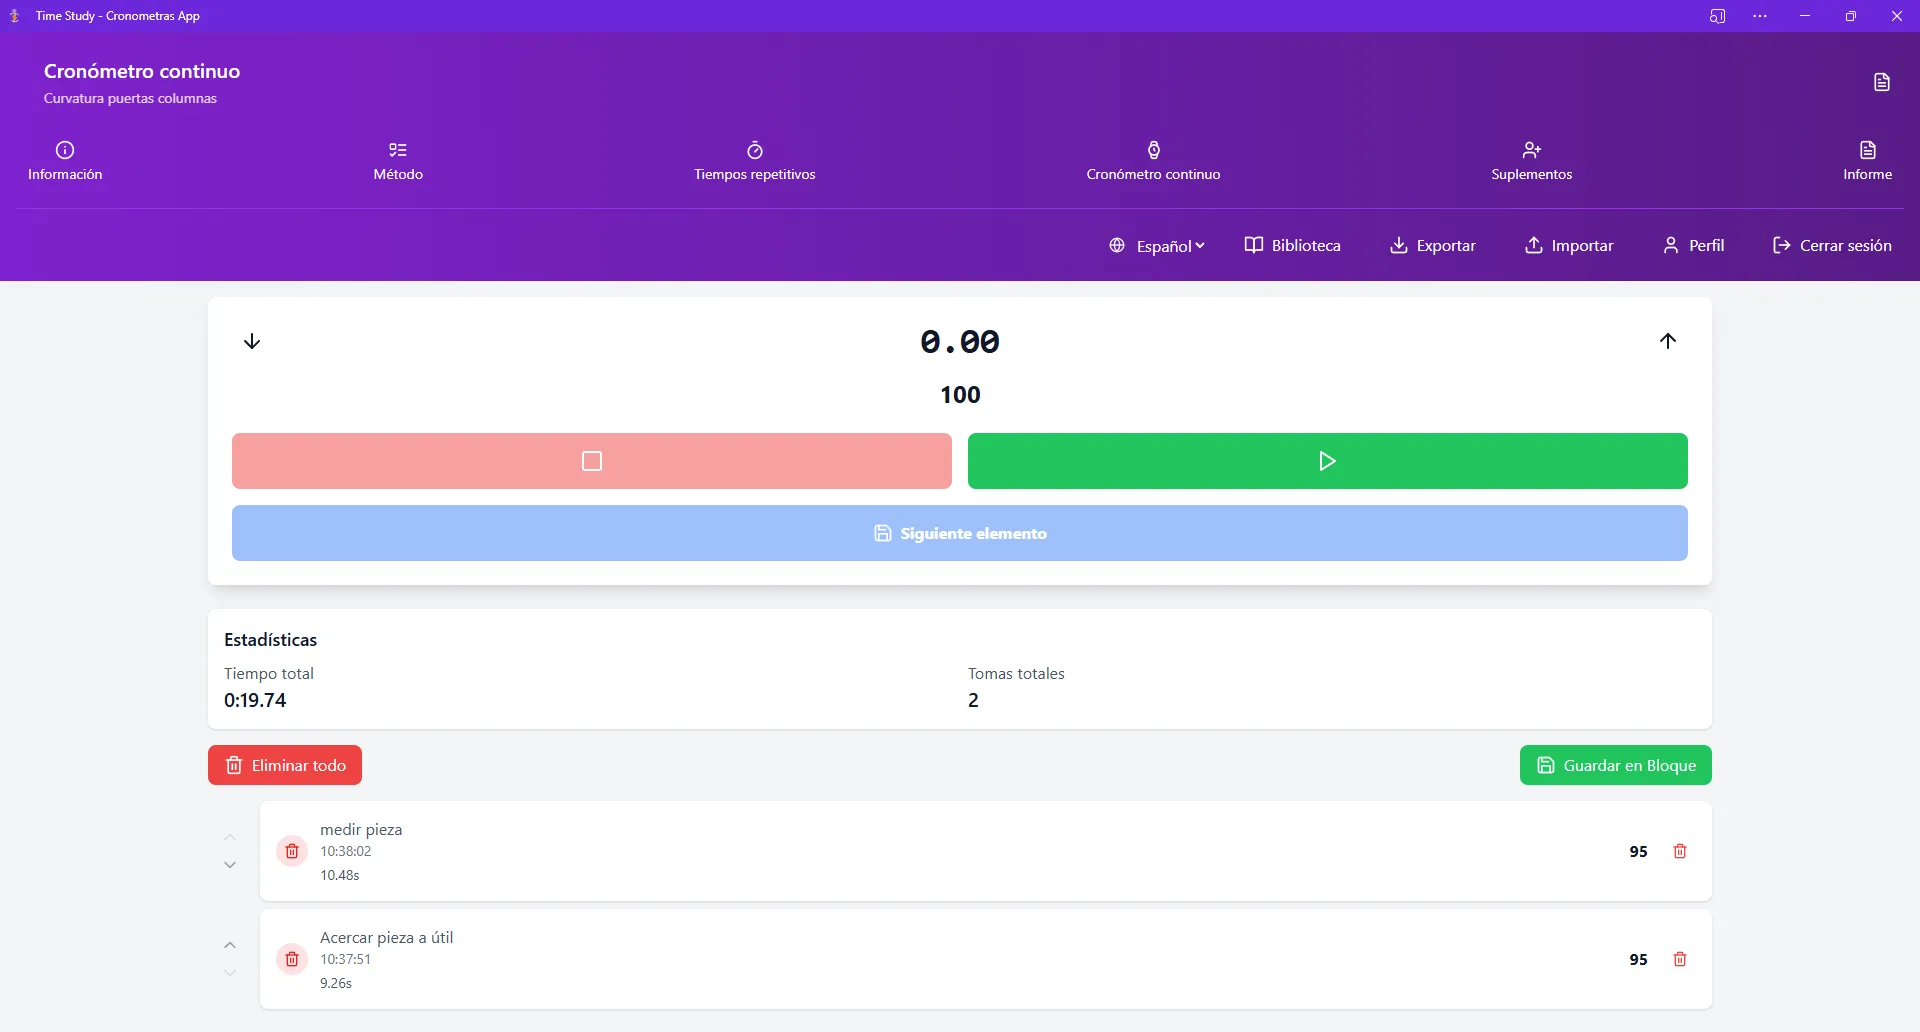 Time Study - Cronometras App
Cronómetro continuo
Curvatura puertas columnas
Información
Método
Tiempos repetitivos
Cronómetro continuo
Suplementos
Informe
Español
Biblioteca
Exportar
Importar
Perfil
Cerrar sesión
0.00
100
Siguiente elemento
Estadísticas
Tiempo total
0:19.74
Tomas totales
2
Eliminar todo
Guardar en Bloque
medir pieza
10:38:02
10.48s
95
Acercar pieza a útil
10:37:51
9.26s
95